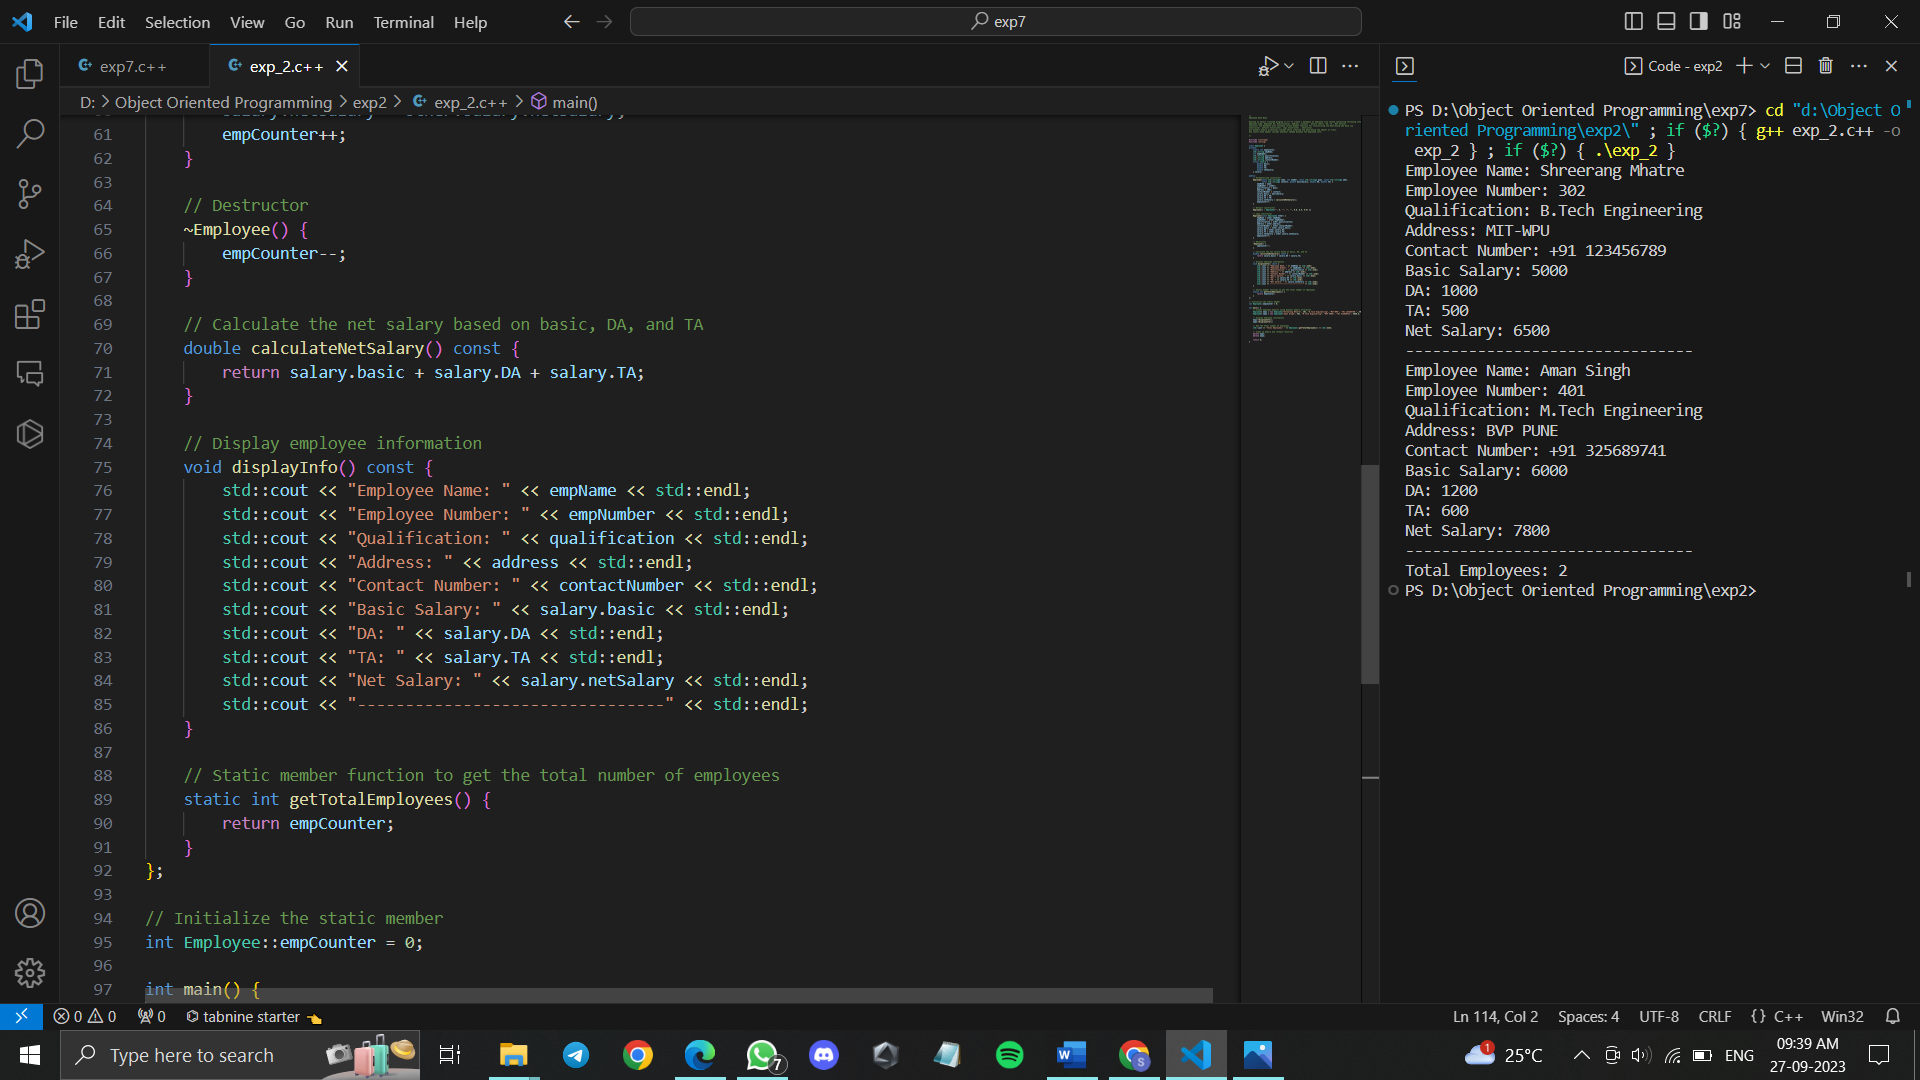 File Edit Selection View Go Run Terminal Help
exp7
exp7.c++
exp_2.c++
D: > Object Oriented Programming > exp2 > exp_2.c++ > main()
61 empCounter++;
62 }
63
64 // Destructor
65 ~Employee() {
66 empCounter--;
67 }
68
69 // Calculate the net salary based on basic, DA, and TA
70 double calculateNetSalary() const {
71 return salary.basic + salary.DA + salary.TA;
72 }
73
74 // Display employee information
75 void displayInfo() const {
76 std::cout << "Employee Name: " << empName << std::endl;
77 std::cout << "Employee Number: " << empNumber << std::endl;
78 std::cout << "Qualification: " << qualification << std::endl;
79 std::cout << "Address: " << address << std::endl;
80 std::cout << "Contact Number: " << contactNumber << std::endl;
81 std::cout << "Basic Salary: " << salary.basic << std::endl;
82 std::cout << "DA: " << salary.DA << std::endl;
83 std::cout << "TA: " << salary.TA << std::endl;
84 std::cout << "Net Salary: " << salary.netSalary << std::endl;
85 std::cout << "--------------------------------" << std::endl;
86 }
87
88 // Static member function to get the total number of employees
89 static int getTotalEmployees() {
90 return empCounter;
91 }
92 };
93
94 // Initialize the static member
95 int Employee::empCounter = 0;
96
97 int main() {
Code - exp2
PS D:\Object Oriented Programming\exp7> cd "d:\Object O
riented Programming\exp2\" ; if ($?) { g++ exp_2.c++ -o
exp_2 } ; if ($?) { .\exp_2 }
Employee Name: Shreerang Mhatre
Employee Number: 302
Qualification: B.Tech Engineering
Address: MIT-WPU
Contact Number: +91 123456789
Basic Salary: 5000
DA: 1000
TA: 500
Net Salary: 6500
--------------------------------
Employee Name: Aman Singh
Employee Number: 401
Qualification: M.Tech Engineering
Address: BVP PUNE
Contact Number: +91 325689741
Basic Salary: 6000
DA: 1200
TA: 600
Net Salary: 7800
--------------------------------
Total Employees: 2
PS D:\Object Oriented Programming\exp2>
0 0 0 tabnine starter
Ln 114, Col 2 Spaces: 4 UTF-8 CRLF {} C++ Win32
Type here to search
7
1
25°C
ENG
09:39 AM
27-09-2023